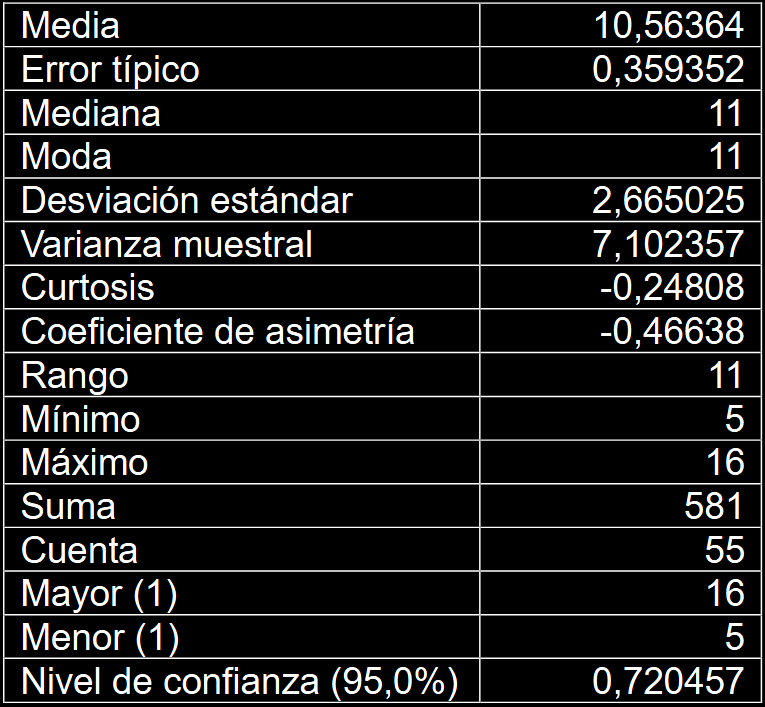 Media 10,56364
Error típico 0,359352
Mediana 11
Moda 11
Desviación estándar 2,665025
Varianza muestral 7,102357
Curtosis -0,24808
Coeficiente de asimetría -0,46638
Rango 11
Mínimo 5
Máximo 16
Suma 581
Cuenta 55
Mayor (1) 16
Menor (1) 5
Nivel de confianza (95,0%) 0,720457